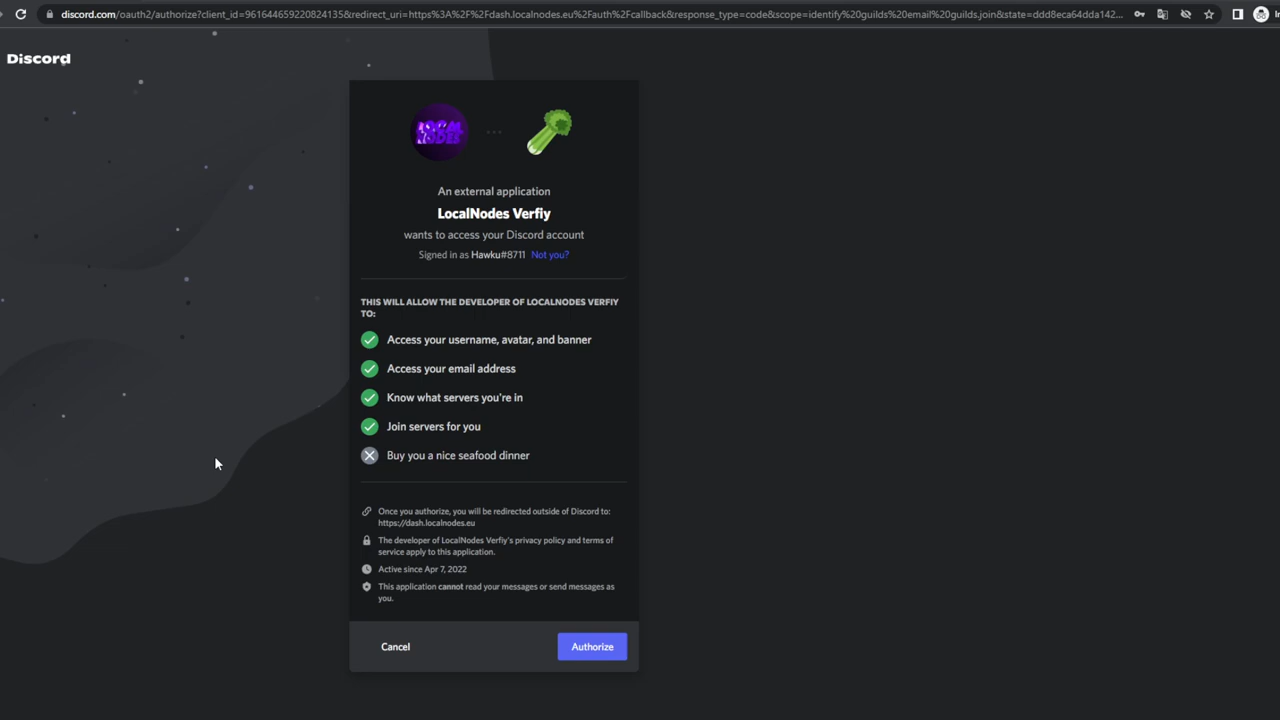 discord.com/oauth2/authorize?client_id=961644659220824135&redirect_uri=https%3A%2F%2Fdash.localnodes.eu%2Fauth%2Fcallback&response_type=code&scope=identify%20guilds%20email%20guilds.join&state=ddd8eca64dda142...
In
Discord
LOCAL NODES
An external application
LocalNodes Verfiy
wants to access your Discord account
Signed in as Hawku#8711 Not you?
THIS WILL ALLOW THE DEVELOPER OF LOCALNODES VERFIY
TO:
Access your username, avatar, and banner
Access your email address
Know what servers you're in
Join servers for you
Buy you a nice seafood dinner
Once you authorize, you will be redirected outside of Discord to:
https://dash.localnodes.eu
The developer of LocalNodes Verfiy's privacy policy and terms of
service apply to this application.
Active since Apr 7, 2022
This application cannot read your messages or send messages as
you.
Cancel Authorize